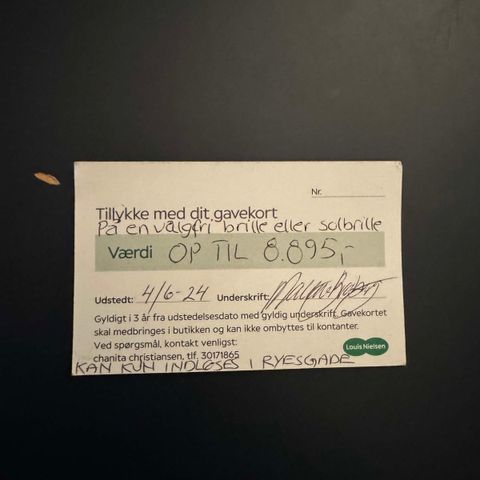 Nr.
Tillykke med dit gavekort
På en valgfri brille eller solbrille
Værdi OP TIL 8.895,-
Udstedt: 4/6-24 Underskrift:
Gyldigt i 3 år fra udstedelsesdato med gyldig underskrift. Gavekortet
skal medbringes i butikken og kan ikke ombyttes til kontanter.
Ved spørgsmål, kontakt venligst:
chanita christiansen, tlf. 30171865
Louis Nielsen
KAN KUN INDLØSES I RYESGADE